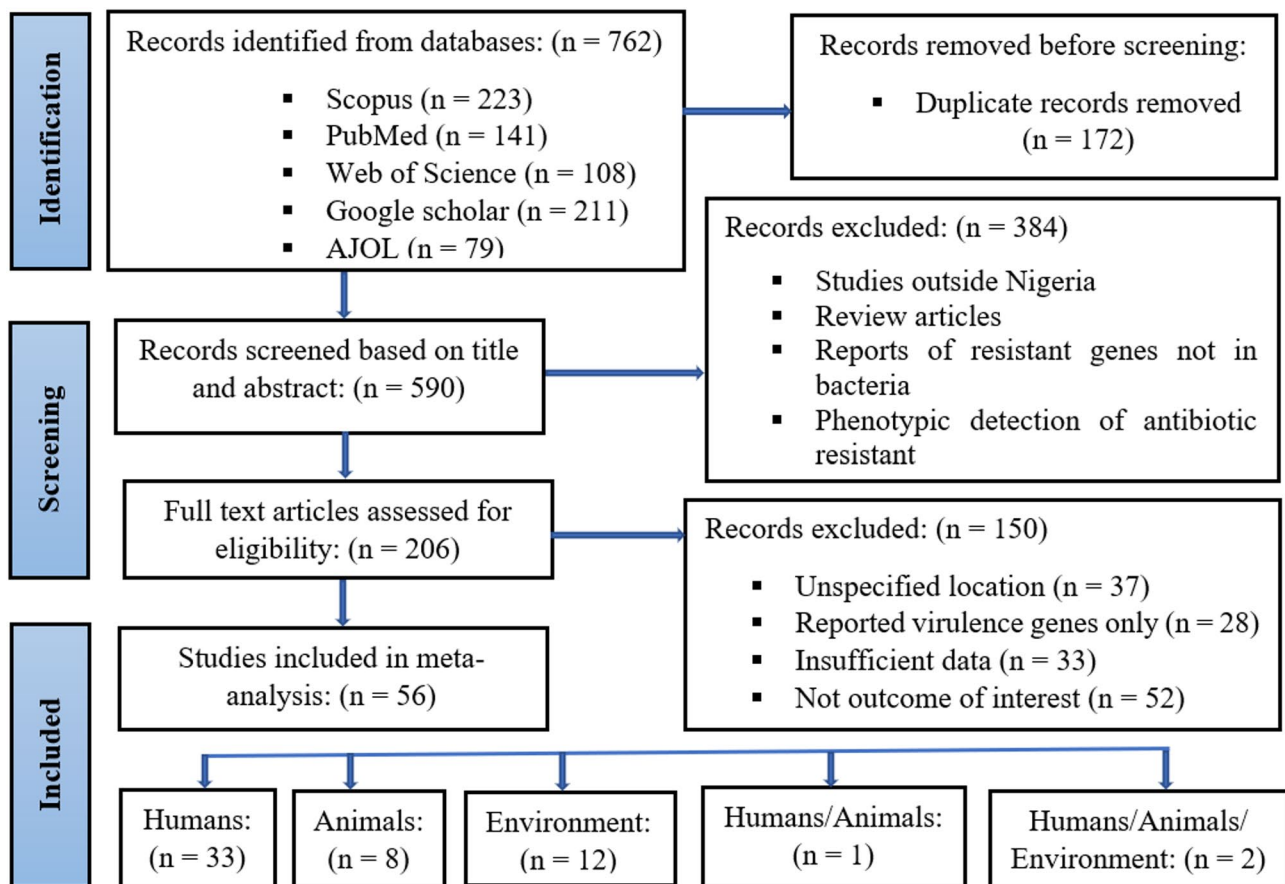 Identification
Records identified from databases: (n = 762)
▪ Scopus (n = 223)
▪ PubMed (n = 141)
▪ Web of Science (n = 108)
▪ Google scholar (n = 211)
▪ AJOL (n = 79)
Records removed before screening:
▪ Duplicate records removed
(n = 172)
Screening
Records screened based on title
and abstract: (n = 590)
Records excluded: (n = 384)
▪ Studies outside Nigeria
▪ Review articles
▪ Reports of resistant genes not in
bacteria
▪ Phenotypic detection of antibiotic
resistant
Full text articles assessed for
eligibility: (n = 206)
Records excluded: (n = 150)
▪ Unspecified location (n = 37)
▪ Reported virulence genes only (n = 28)
▪ Insufficient data (n = 33)
▪ Not outcome of interest (n = 52)
Included
Studies included in meta-
analysis: (n = 56)
Humans:
(n = 33)
Animals:
(n = 8)
Environment:
(n = 12)
Humans/Animals:
(n = 1)
Humans/Animals/
Environment: (n = 2)